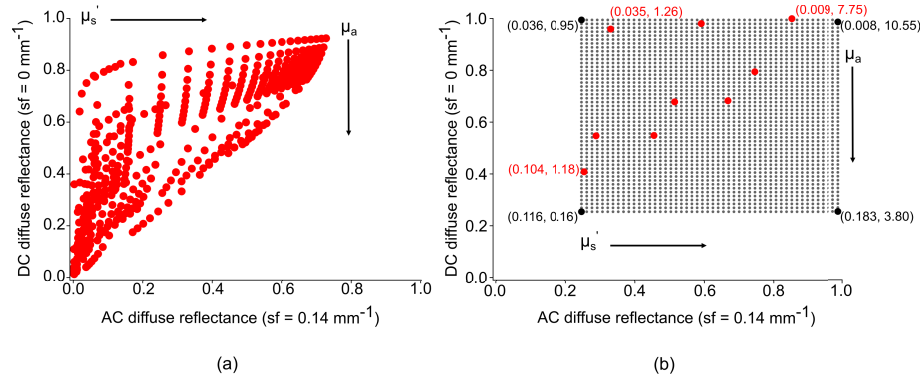 μs'
μa
DC diffuse reflectance (sf = 0 mm-1)
1.0
0.8
0.6
0.4
0.2
0.0
0.0 0.2 0.4 0.6 0.8 1.0
AC diffuse reflectance (sf = 0.14 mm-1)
(a)
(0.035, 1.26) (0.009, 7.75)
(0.036, 0.95) (0.008, 10.55)
μa
(0.104, 1.18)
(0.116, 0.16) (0.183, 3.80)
μs'
DC diffuse reflectance (sf = 0 mm-1)
1.0
0.8
0.6
0.4
0.2
0.0
0.0 0.2 0.4 0.6 0.8 1.0
AC diffuse reflectance (sf = 0.14 mm-1)
(b)